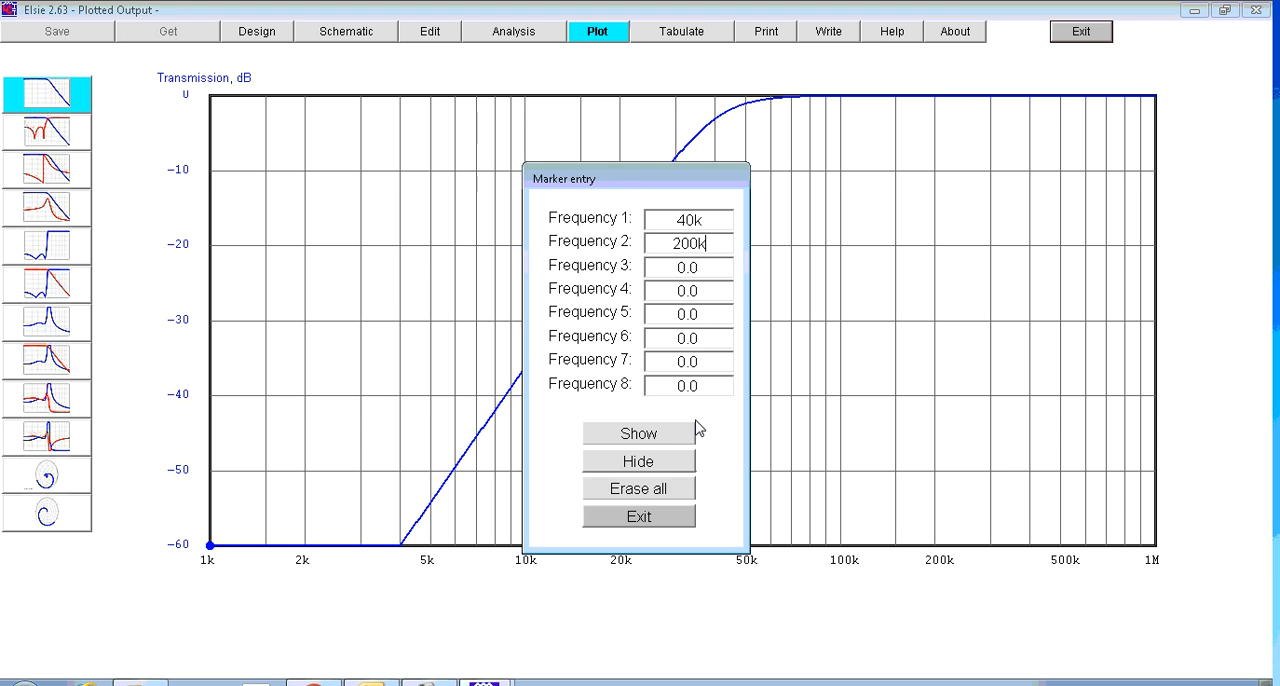 Elsie 2.63 - Plotted Output -
Save Get Design Schematic Edit Analysis Plot Tabulate Print Write Help About Exit
Transmission, dB
0
-10
-20
-30
-40
-50
-60
1k 2k 5k 10k 20k 50k 100k 200k 500k 1M
Marker entry
Frequency 1: 40k
Frequency 2: 200k
Frequency 3: 0.0
Frequency 4: 0.0
Frequency 5: 0.0
Frequency 6: 0.0
Frequency 7: 0.0
Frequency 8: 0.0
Show
Hide
Erase all
Exit